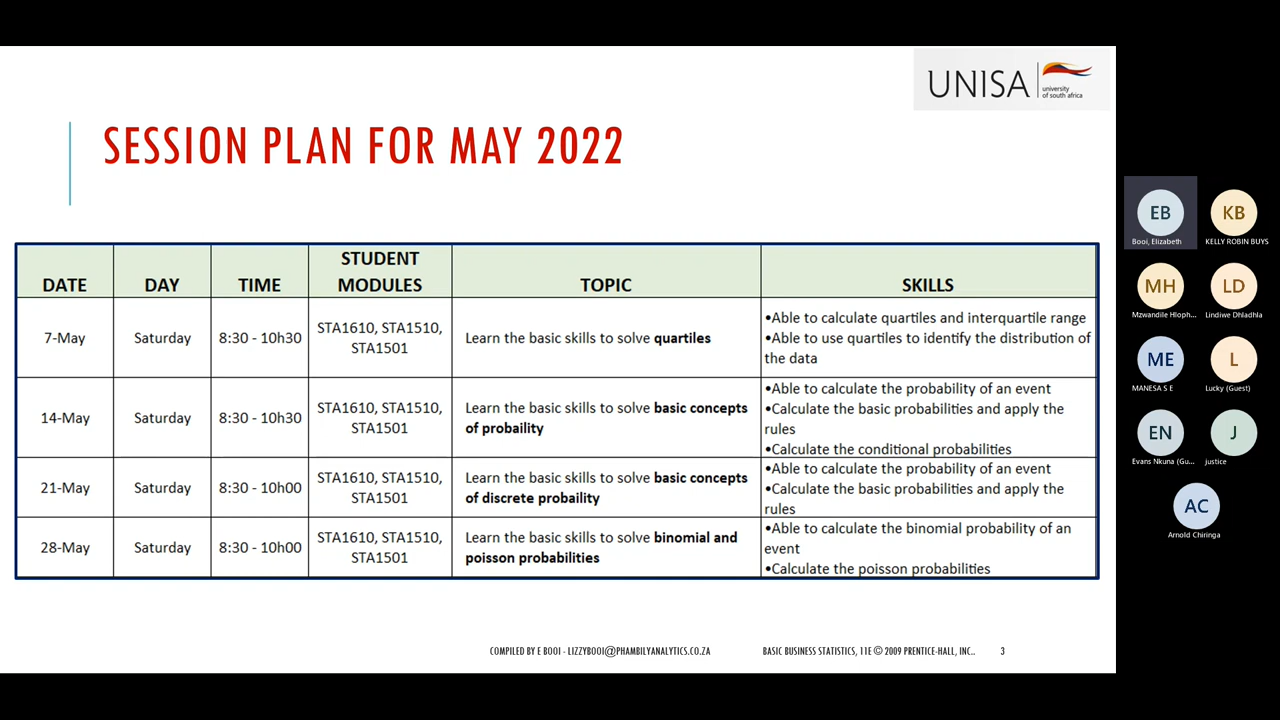 UNISA
university
of south africa
SESSION PLAN FOR MAY 2022
DATE
DAY
TIME
STUDENT
MODULES
TOPIC
SKILLS
7-May
Saturday
8:30 - 10h30
STA1610, STA1510,
STA1501
Learn the basic skills to solve quartiles
•Able to calculate quartiles and interquartile range
•Able to use quartiles to identify the distribution of
the data
14-May
Saturday
8:30 - 10h30
STA1610, STA1510,
STA1501
Learn the basic skills to solve basic concepts
of probaility
•Able to calculate the probability of an event
•Calculate the basic probabilities and apply the
rules
•Calculate the conditional probabilities
21-May
Saturday
8:30 - 10h00
STA1610, STA1510,
STA1501
Learn the basic skills to solve basic concepts
of discrete probaility
•Able to calculate the probability of an event
•Calculate the basic probabilities and apply the
rules
28-May
Saturday
8:30 - 10h00
STA1610, STA1510,
STA1501
Learn the basic skills to solve binomial and
poisson probabilities
•Able to calculate the binomial probability of an
event
•Calculate the poisson probabilities
COMPILED BY E BOOI - LIZZYBOOI@PHAMBILYANALYTICS.CO.ZA
BASIC BUSINESS STATISTICS, 11E © 2009 PRENTICE-HALL, INC..
3
EB
Booi, Elizabeth
KB
KELLY ROBIN BUYS
MH
Mzwandile Hloph...
LD
Lindiwe Dhladhla
ME
MANESA S E
L
Lucky (Guest)
EN
Evans Nkuna (Gu...
J
justice
AC
Arnold Chiringa